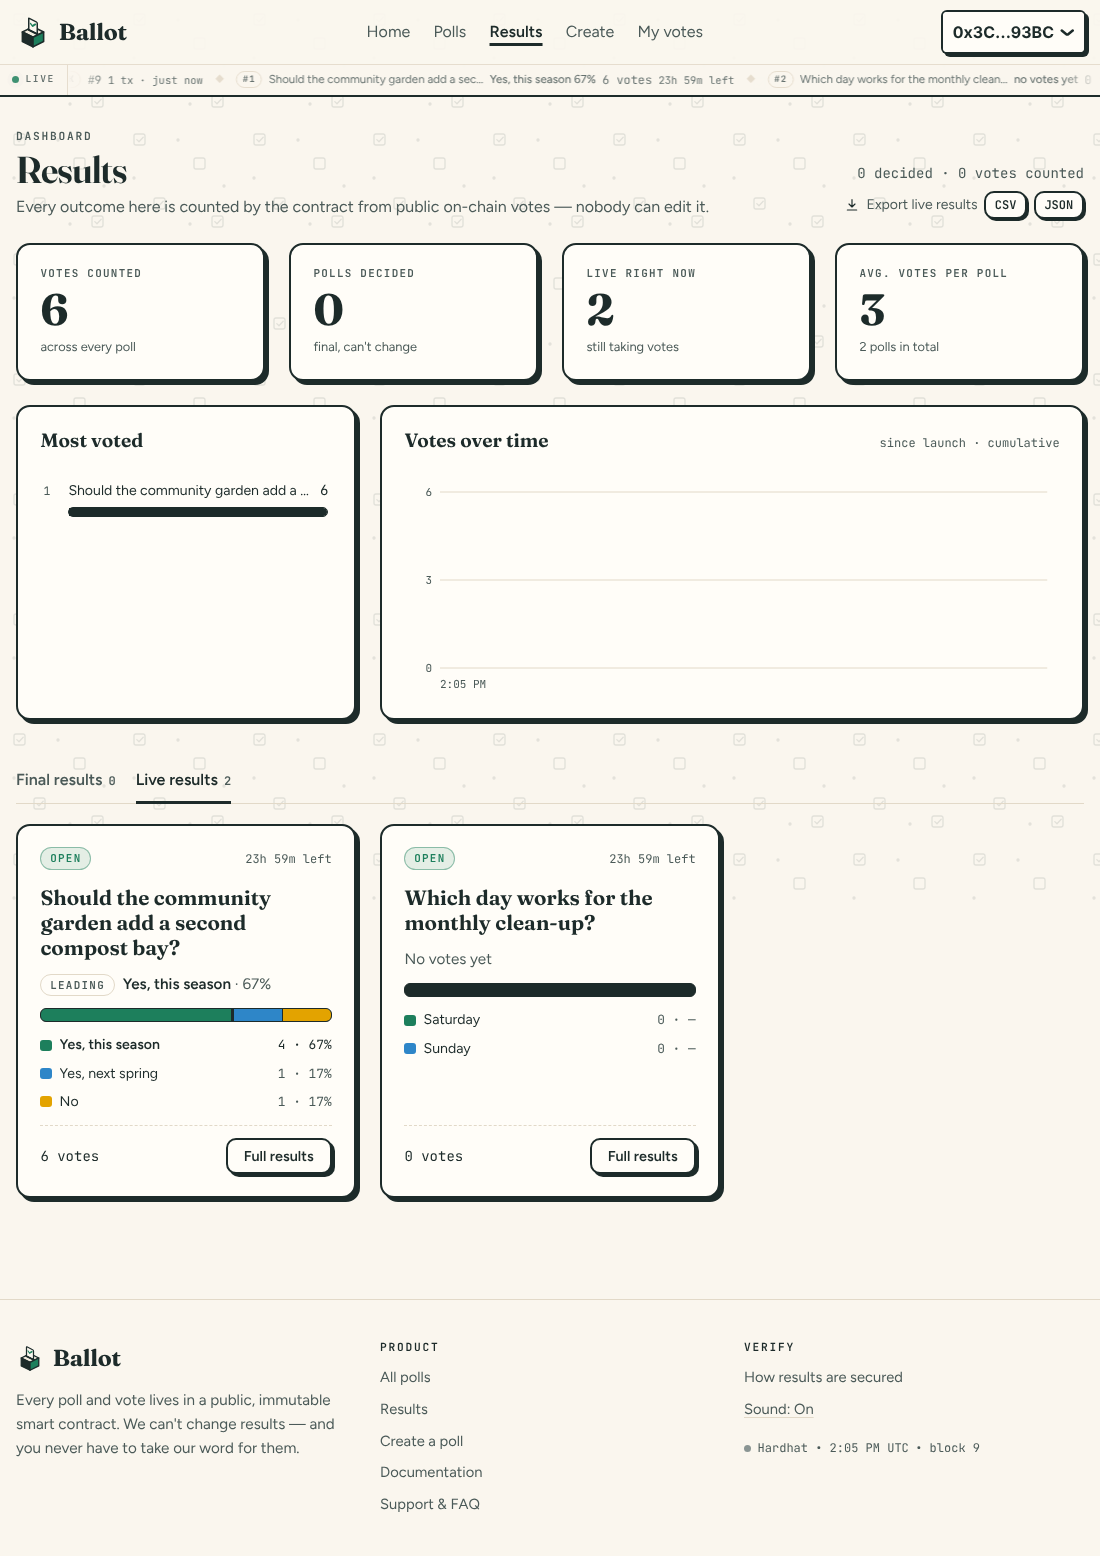 Ballot
Home Polls Results Create My votes
0x3C...93BC
LIVE #9 1 tx · just now #1 Should the community garden add a sec... Yes, this season 67% 6 votes 23h 59m left #2 Which day works for the monthly clean... no votes yet 0
DASHBOARD
Results
0 decided · 0 votes counted
Every outcome here is counted by the contract from public on-chain votes — nobody can edit it.
Export live results CSV JSON
VOTES COUNTED
6
across every poll
POLLS DECIDED
0
final, can't change
LIVE RIGHT NOW
2
still taking votes
AVG. VOTES PER POLL
3
2 polls in total
Most voted
1 Should the community garden add a ... 6
Votes over time
since launch · cumulative
6
3
0
2:05 PM
Final results 0 Live results 2
OPEN 23h 59m left
Should the community
garden add a second
compost bay?
LEADING Yes, this season · 67%
Yes, this season 4 · 67%
Yes, next spring 1 · 17%
No 1 · 17%
6 votes Full results
OPEN 23h 59m left
Which day works for the
monthly clean-up?
No votes yet
Saturday 0 · —
Sunday 0 · —
0 votes Full results
Ballot
Every poll and vote lives in a public, immutable
smart contract. We can't change results — and
you never have to take our word for them.
PRODUCT
All polls
Results
Create a poll
Documentation
Support & FAQ
VERIFY
How results are secured
Sound: On
Hardhat • 2:05 PM UTC • block 9